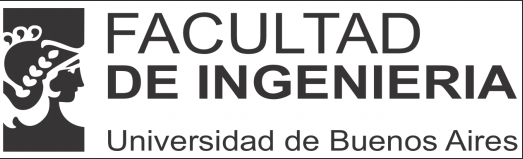 FACULTAD
DE INGENIERIA
Universidad de Buenos Aires